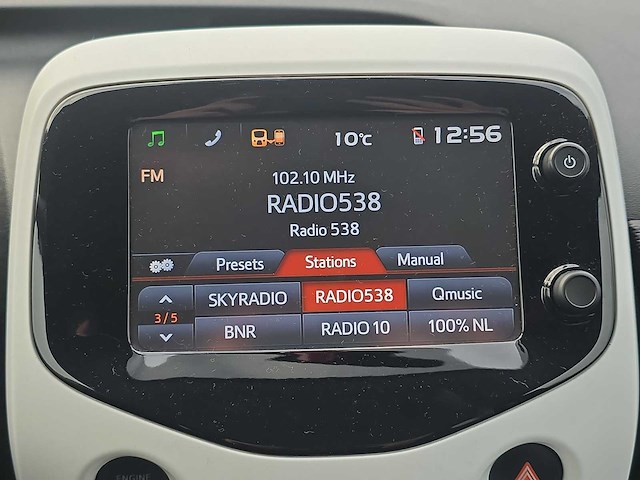 10°C 12:56
FM
102.10 MHz
RADIO538
Radio 538
Presets Stations Manual
SKYRADIO RADIO538 Qmusic
3/5
BNR RADIO 10 100% NL
ENGINE